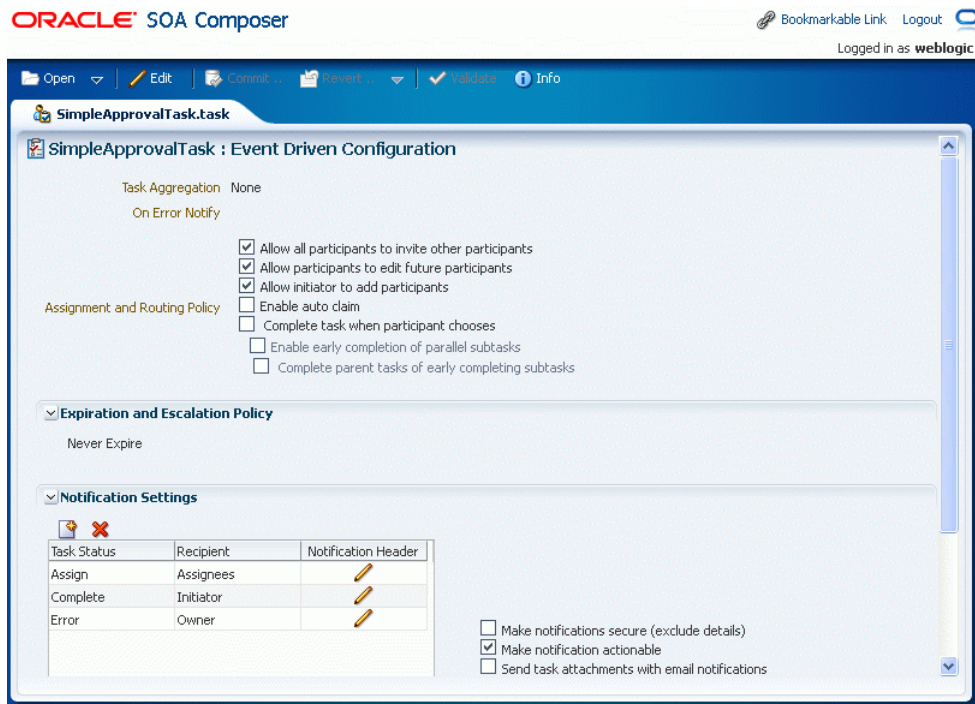 ORACLE SOA Composer
Bookmarkable Link Logout
Logged in as weblogic
Open Edit Commit .. Revert .. Validate Info
SimpleApprovalTask.task
SimpleApprovalTask : Event Driven Configuration
Task Aggregation None
On Error Notify
Allow all participants to invite other participants
Allow participants to edit future participants
Allow initiator to add participants
Assignment and Routing Policy Enable auto claim
Complete task when participant chooses
Enable early completion of parallel subtasks
Complete parent tasks of early completing subtasks
Expiration and Escalation Policy
Never Expire
Notification Settings
Task Status Recipient Notification Header
Assign Assignees
Complete Initiator
Error Owner
Make notifications secure (exclude details)
Make notification actionable
Send task attachments with email notifications